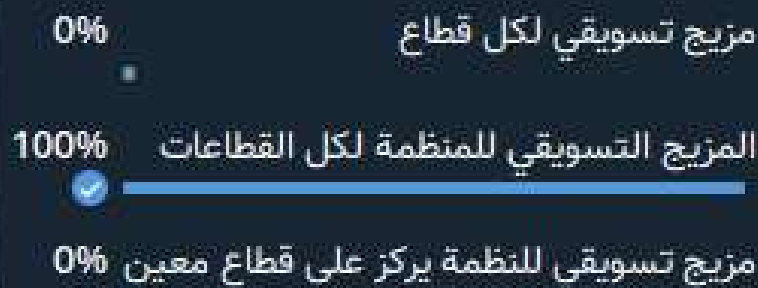 مزيج تسويقي لكل قطاع 0%
المزيج التسويقي للمنظمة لكل القطاعات 100%
مزيج تسويقي للنظمة يركز على قطاع معين 0%